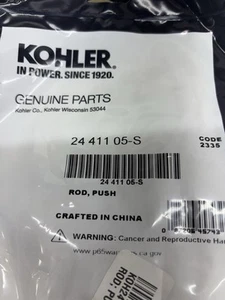 KOHLER
IN POWER. SINCE 1920.
GENUINE PARTS
Kohler Co., Kohler Wisconsin 53044
24 411 05-S
CODE
2335
24 411 05-S
ROD, PUSH
CRAFTED IN CHINA
WARNING: Cancer and Reproductive Har